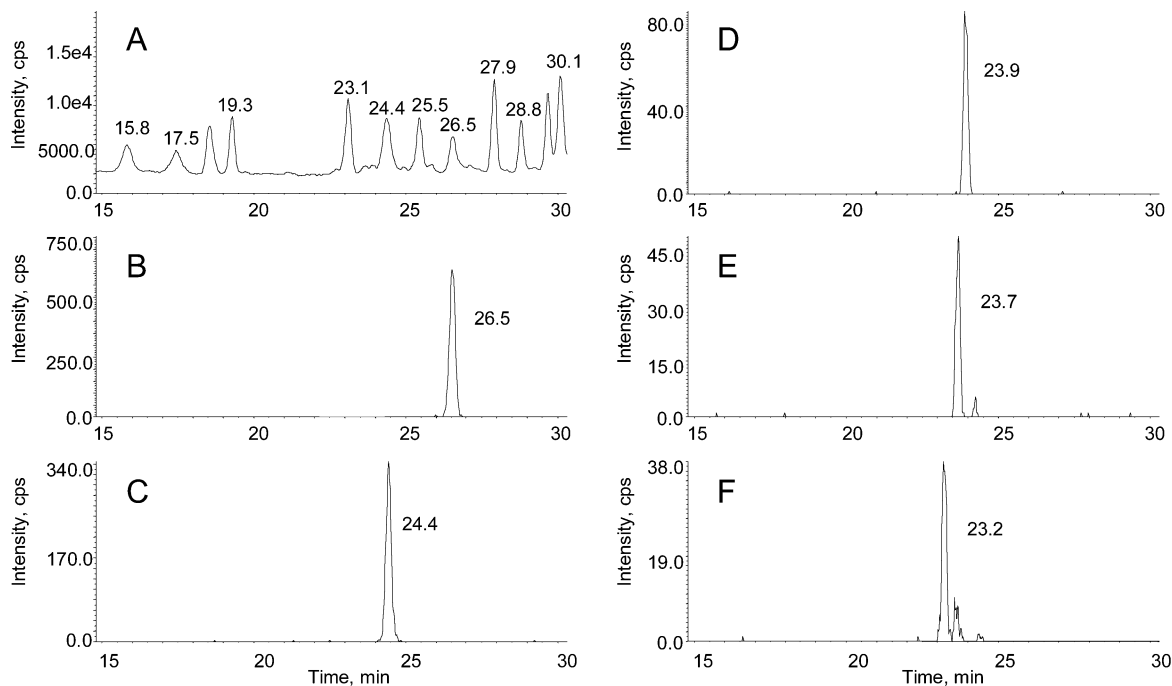 A
Intensity, cps
1.5e4
1.0e4
5000.0
0.0
15.8
17.5
19.3
23.1
24.4
25.5
26.5
27.9
28.8
30.1
15 20 25 30
B
Intensity, cps
750.0
500.0
250.0
0.0
26.5
15 20 25 30
C
Intensity, cps
340.0
170.0
0.0
24.4
15 20 25 30
Time, min
D
Intensity, cps
80.0
40.0
0.0
23.9
15 20 25 30
E
Intensity, cps
45.0
30.0
15.0
0.0
23.7
15 20 25 30
F
Intensity, cps
38.0
19.0
0.0
23.2
15 20 25 30
Time, min